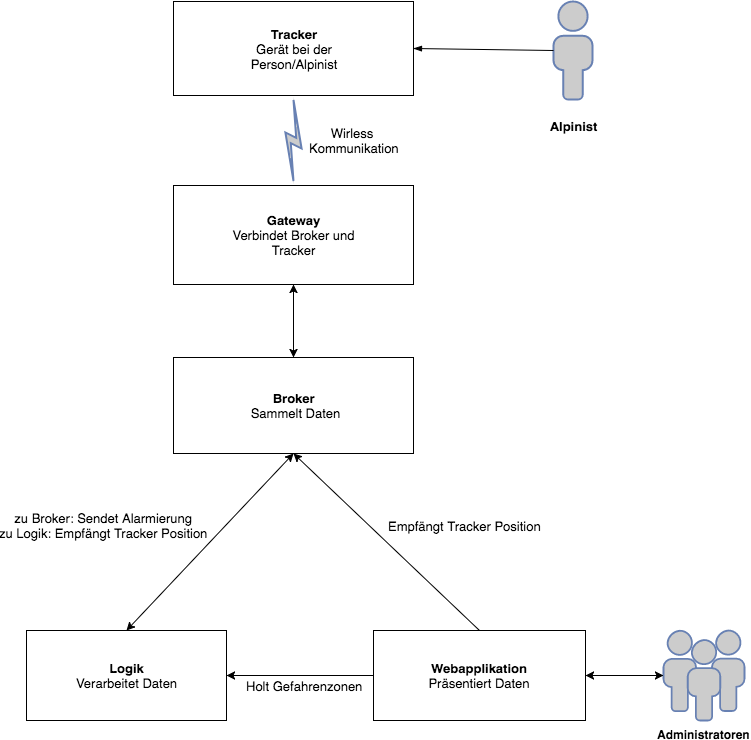 Tracker
Gerät bei der
Person/Alpinist
Alpinist
Wirless
Kommunikation
Gateway
Verbindet Broker und
Tracker
Broker
Sammelt Daten
zu Broker: Sendet Alarmierung
zu Logik: Empfängt Tracker Position
Empfängt Tracker Position
Logik
Verarbeitet Daten
Holt Gefahrenzonen
Webapplikation
Präsentiert Daten
Administratoren